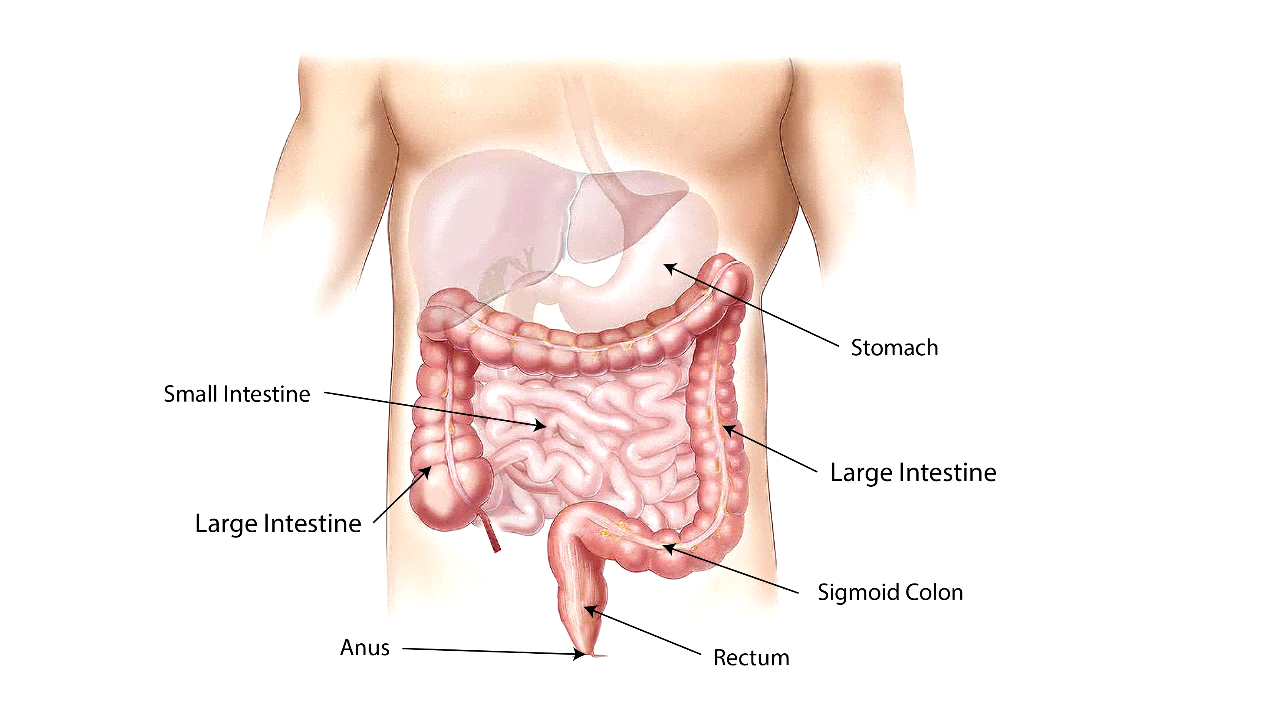 Stomach
Small Intestine
Large Intestine
Large Intestine
Sigmoid Colon
Anus
Rectum